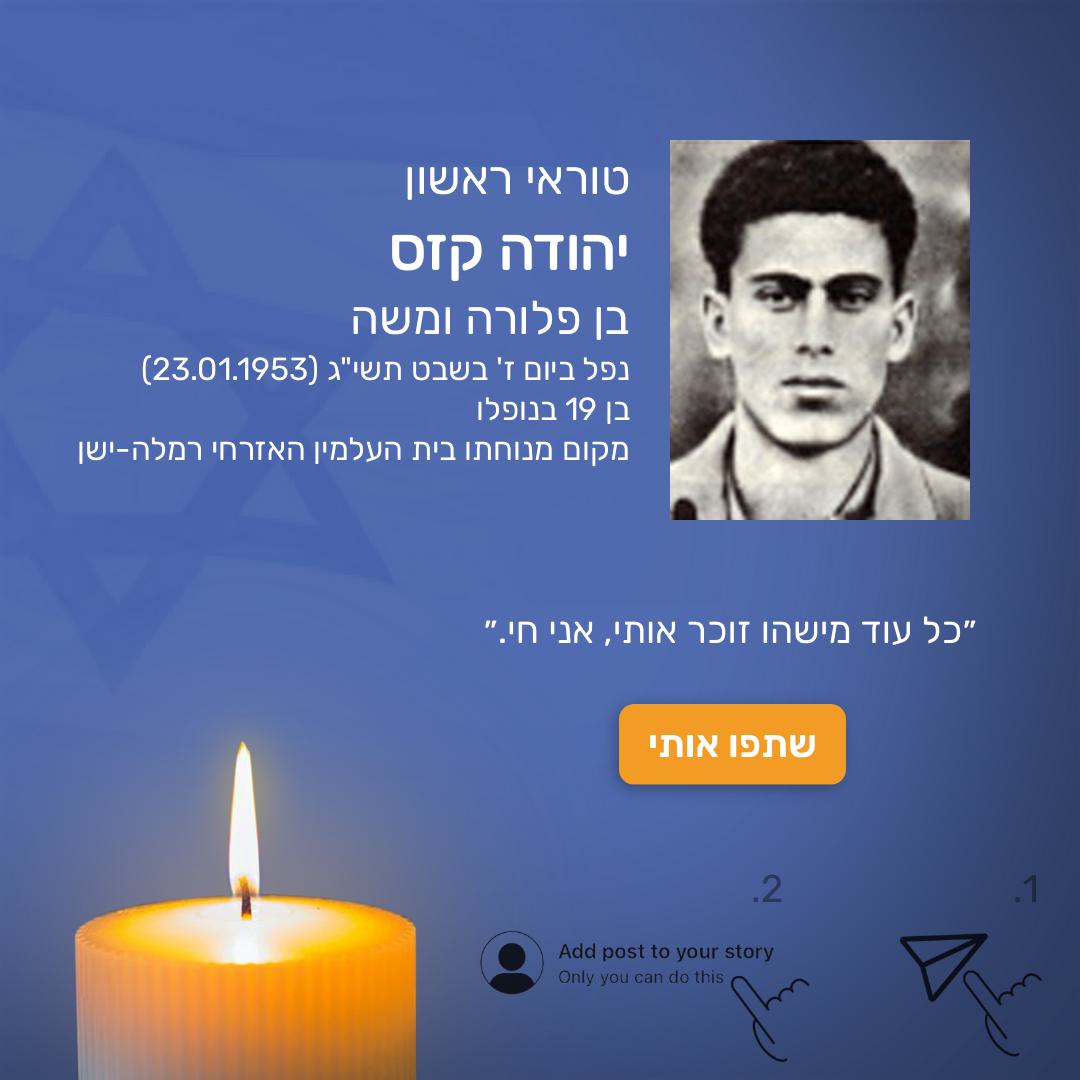 טוראי ראשון
יהודה קזס
בן פלורה ומשה
נפל ביום ז' בשבט תשי"ג (23.01.1953)
בן 19 בנופלו
מקום מנוחתו בית העלמין האזרחי רמלה-ישן
״כל עוד מישהו זוכר אותי, אני חי.״
שתפו אותי
.1
.2
Add post to your story
Only you can do this